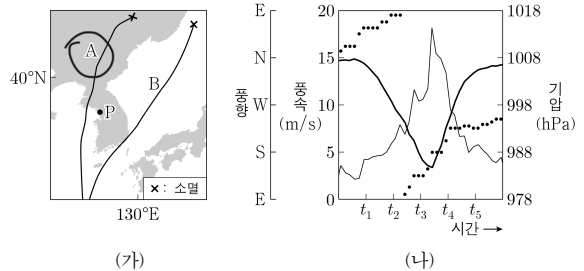 A
B
40°N
P
×: 소멸
130°E
(가)
E
N
W
S
E
풍향
20
15
10
5
0
풍속
(m/s)
1018
1008
998
988
978
기압
(hPa)
t₁ t₂ t₃ t₄ t₅
시간 →
(나)